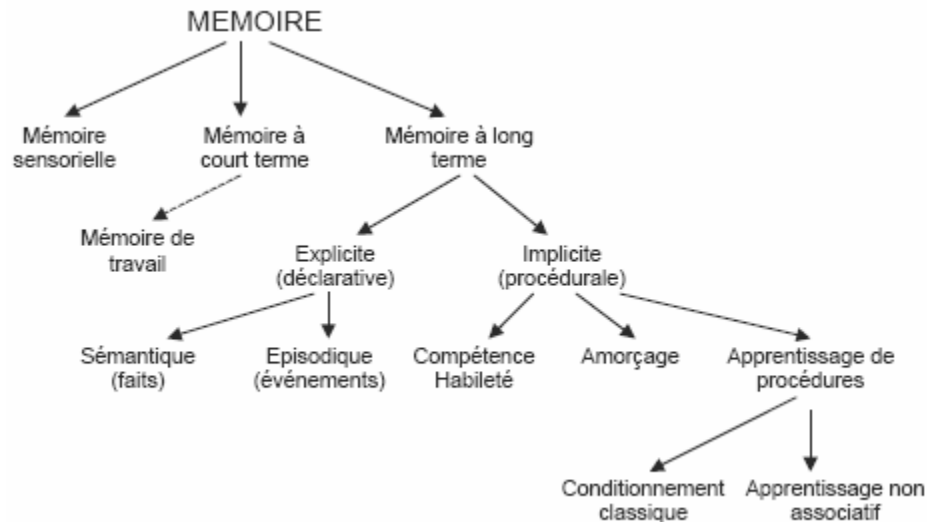 MEMOIRE
Mémoire
sensorielle
Mémoire à
court terme
Mémoire à long
terme
Mémoire de
travail
Explicite
(déclarative)
Implicite
(procédurale)
Sémantique
(faits)
Episodique
(événements)
Compétence
Habileté
Amorçage
Apprentissage de
procédures
Conditionnement
classique
Apprentissage non
associatif